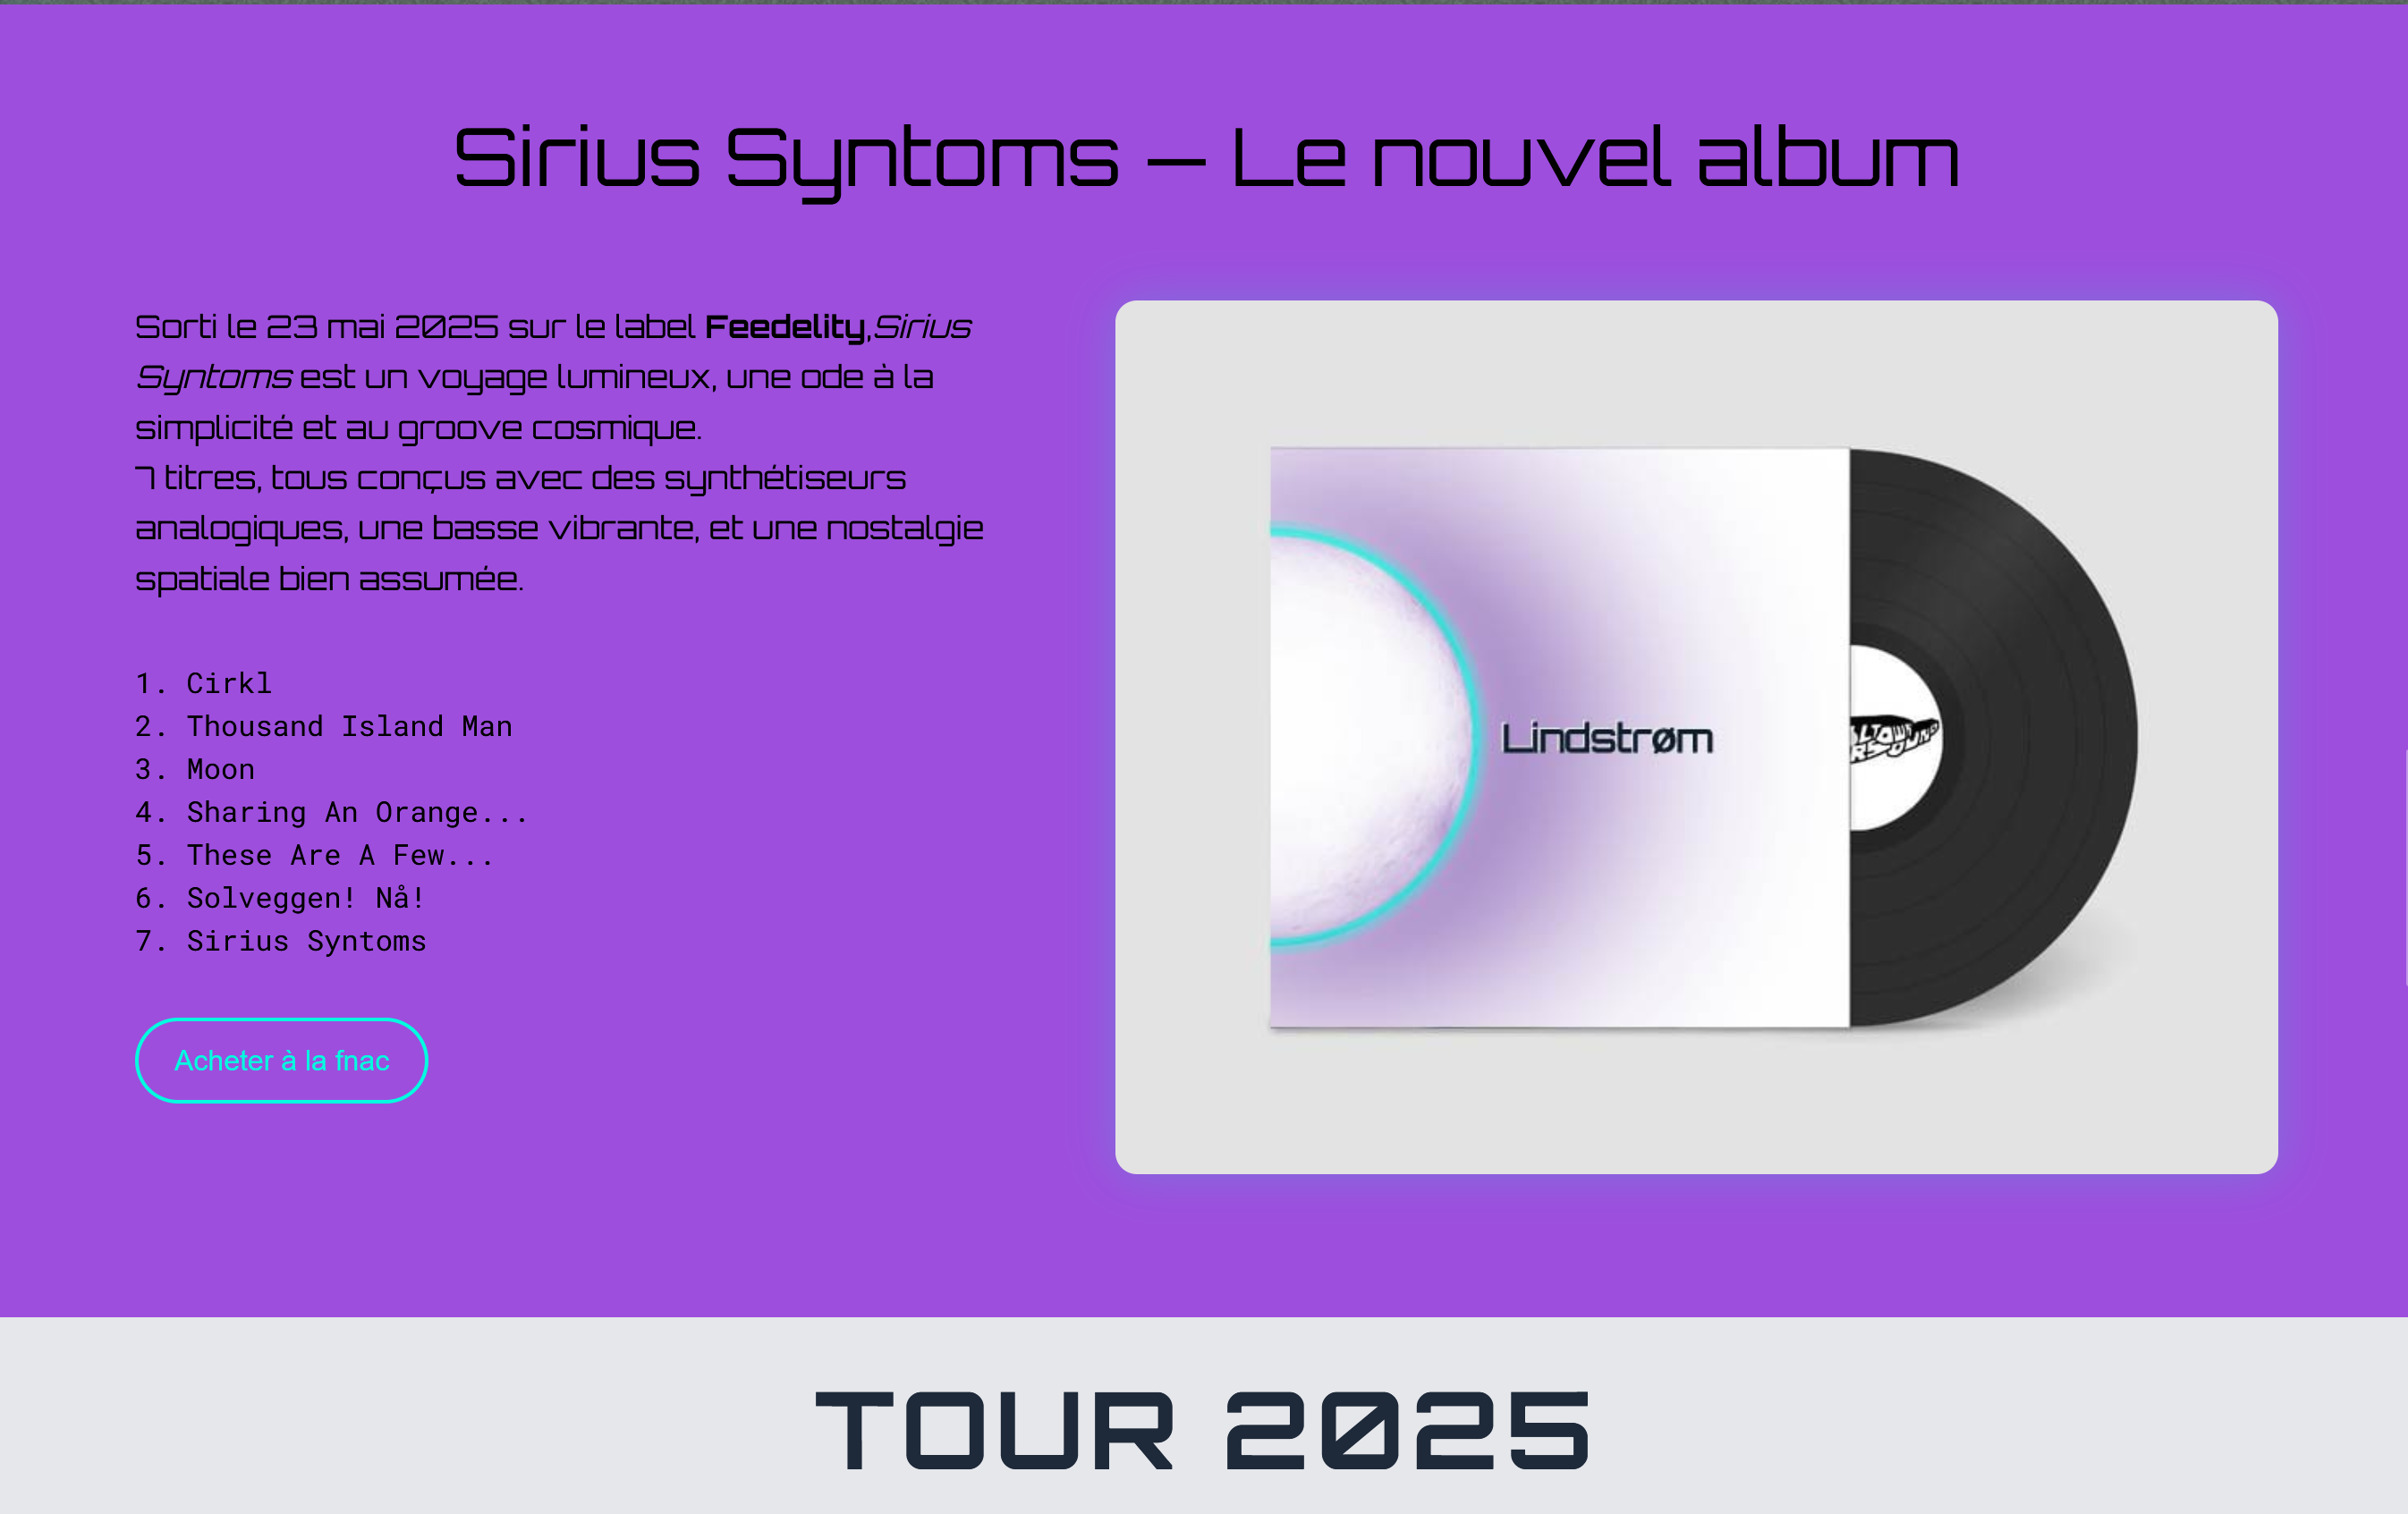 Sirius Syntoms – Le nouvel album
Sorti le 23 mai 2025 sur le label Feedelity,Sirius
Syntoms est un voyage lumineux, une ode à la
simplicité et au groove cosmique.
7 titres, tous conçus avec des synthétiseurs
analogiques, une basse vibrante, et une nostalgie
spatiale bien assumée.
1. Cirkl
2. Thousand Island Man
3. Moon
4. Sharing An Orange...
5. These Are A Few...
6. Solveggen! Nå!
7. Sirius Syntoms
Acheter à la fnac
Lindstrøm
TOUR 2025